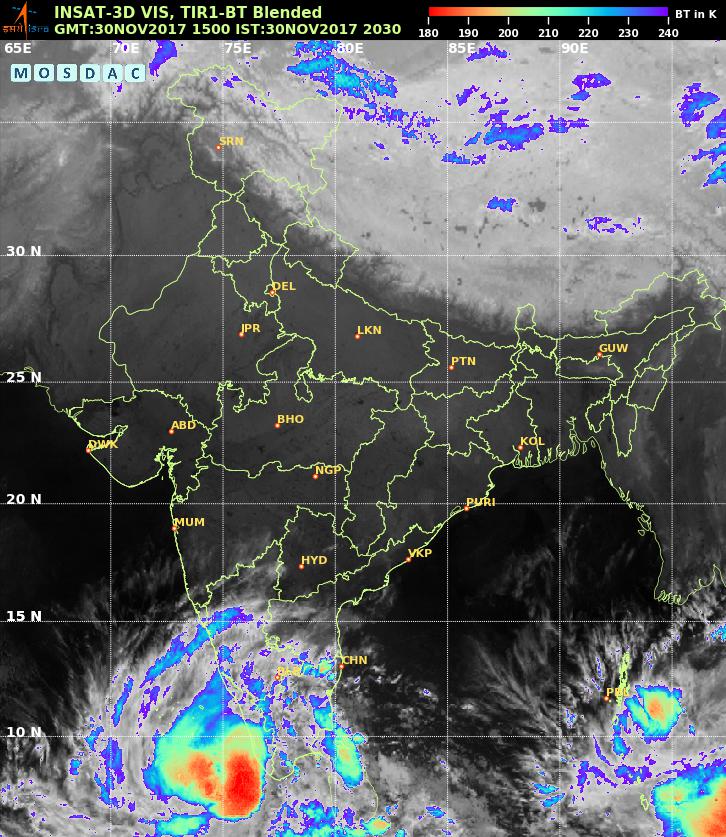 INSAT-3D VIS, TIR1-BT Blended
GMT:30NOV2017 1500 IST:30NOV2017 2030
BT in K
180 190 200 210 220 230 240
65E 70E 75E 80E 85E 90E
MOSDAC
SRN
30 N
DEL
JPR LKN
GUW
PTN
25 N
ABD BHO
DWK KOL
NGP
20 N
PURI
MUM
VKP
HYD
15 N
CHN
10 N